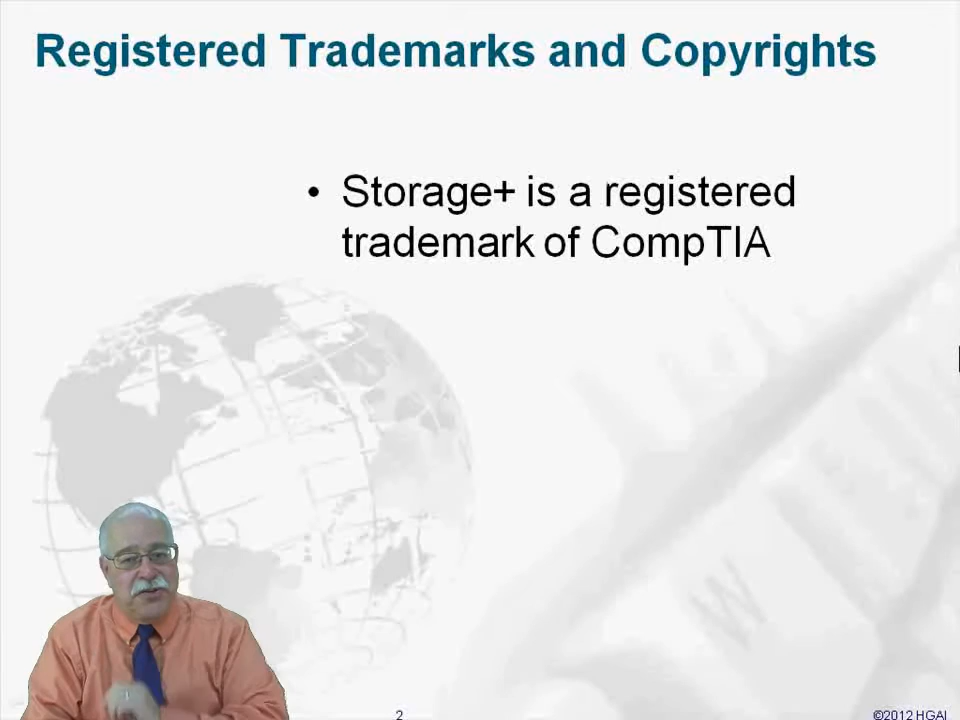 Registered Trademarks and Copyrights
• Storage+ is a registered
trademark of CompTIA
W
2
©2012 HGAI